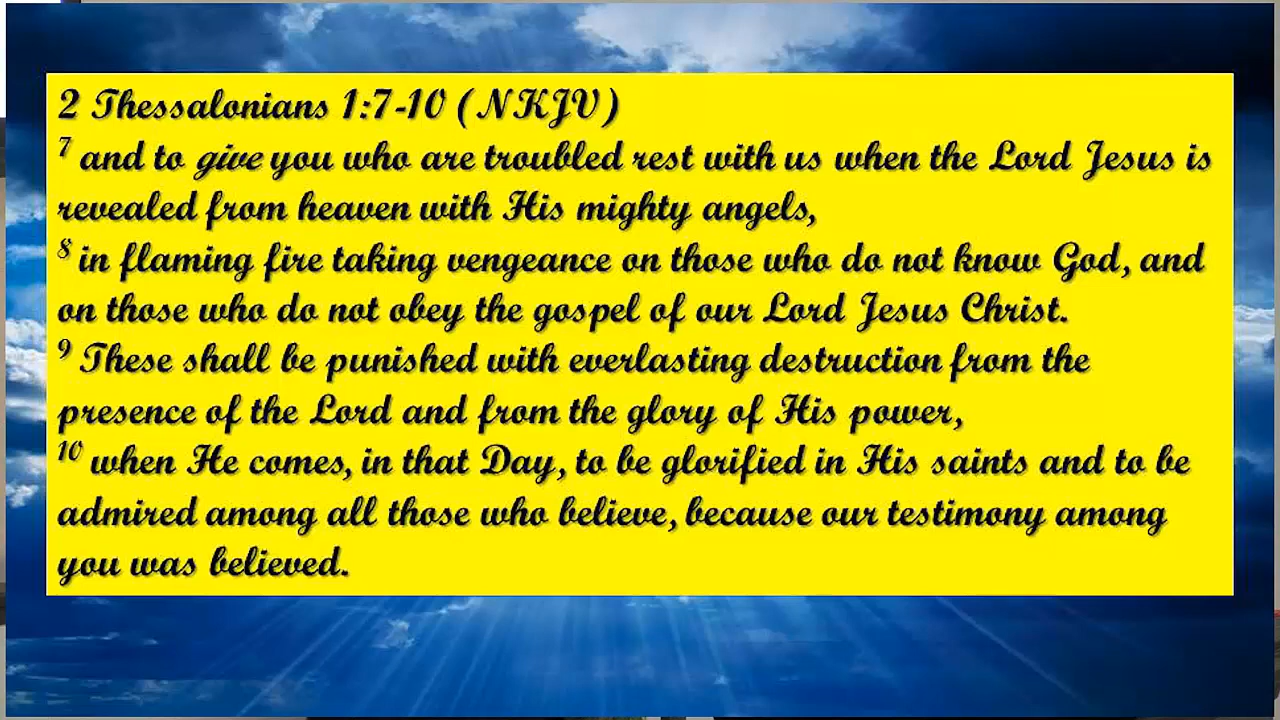 2 Thessalonians 1:7-10 (NKJV)
7 and to give you who are troubled rest with us when the Lord Jesus is
revealed from heaven with His mighty angels,
8 in flaming fire taking vengeance on those who do not know God, and
on those who do not obey the gospel of our Lord Jesus Christ.
9 These shall be punished with everlasting destruction from the
presence of the Lord and from the glory of His power,
10 when He comes, in that Day, to be glorified in His saints and to be
admired among all those who believe, because our testimony among
you was believed.